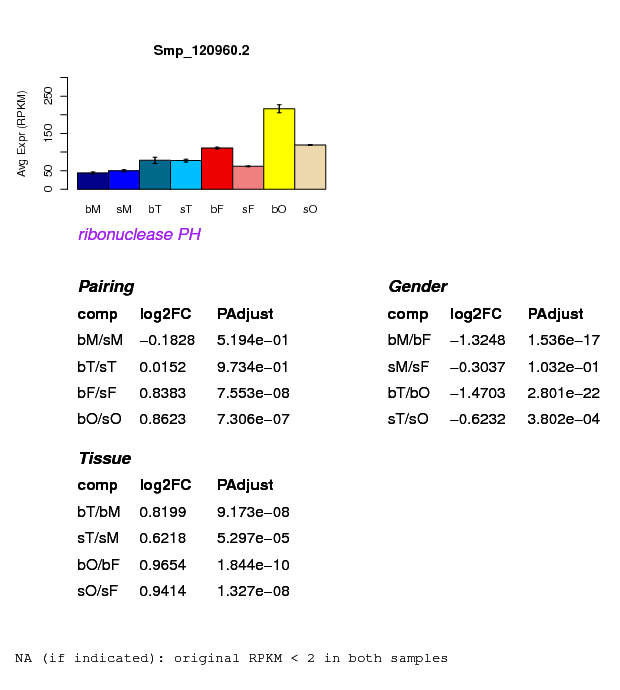 Smp_120960.2
Avg Expr (RPKM)
0 50 150 250
bM sM bT sT bF sF bO sO
ribonuclease PH
Pairing
comp log2FC PAdjust
bM/sM −0.1828 5.194e−01
bT/sT 0.0152 9.734e−01
bF/sF 0.8383 7.553e−08
bO/sO 0.8623 7.306e−07
Gender
comp log2FC PAdjust
bM/bF −1.3248 1.536e−17
sM/sF −0.3037 1.032e−01
bT/bO −1.4703 2.801e−22
sT/sO −0.6232 3.802e−04
Tissue
comp log2FC PAdjust
bT/bM 0.8199 9.173e−08
sT/sM 0.6218 5.297e−05
bO/bF 0.9654 1.844e−10
sO/sF 0.9414 1.327e−08
NA (if indicated): original RPKM < 2 in both samples